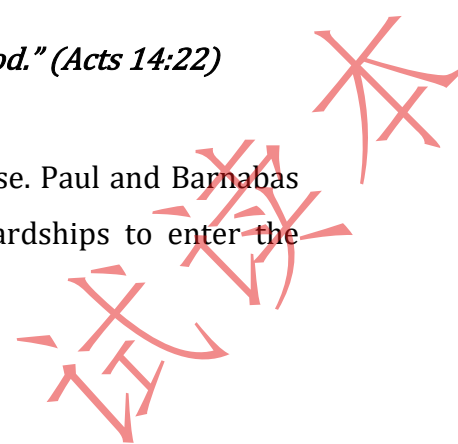 od.” (Acts 14:22)
se. Paul and Barnabas
ardships to enter the
试读本